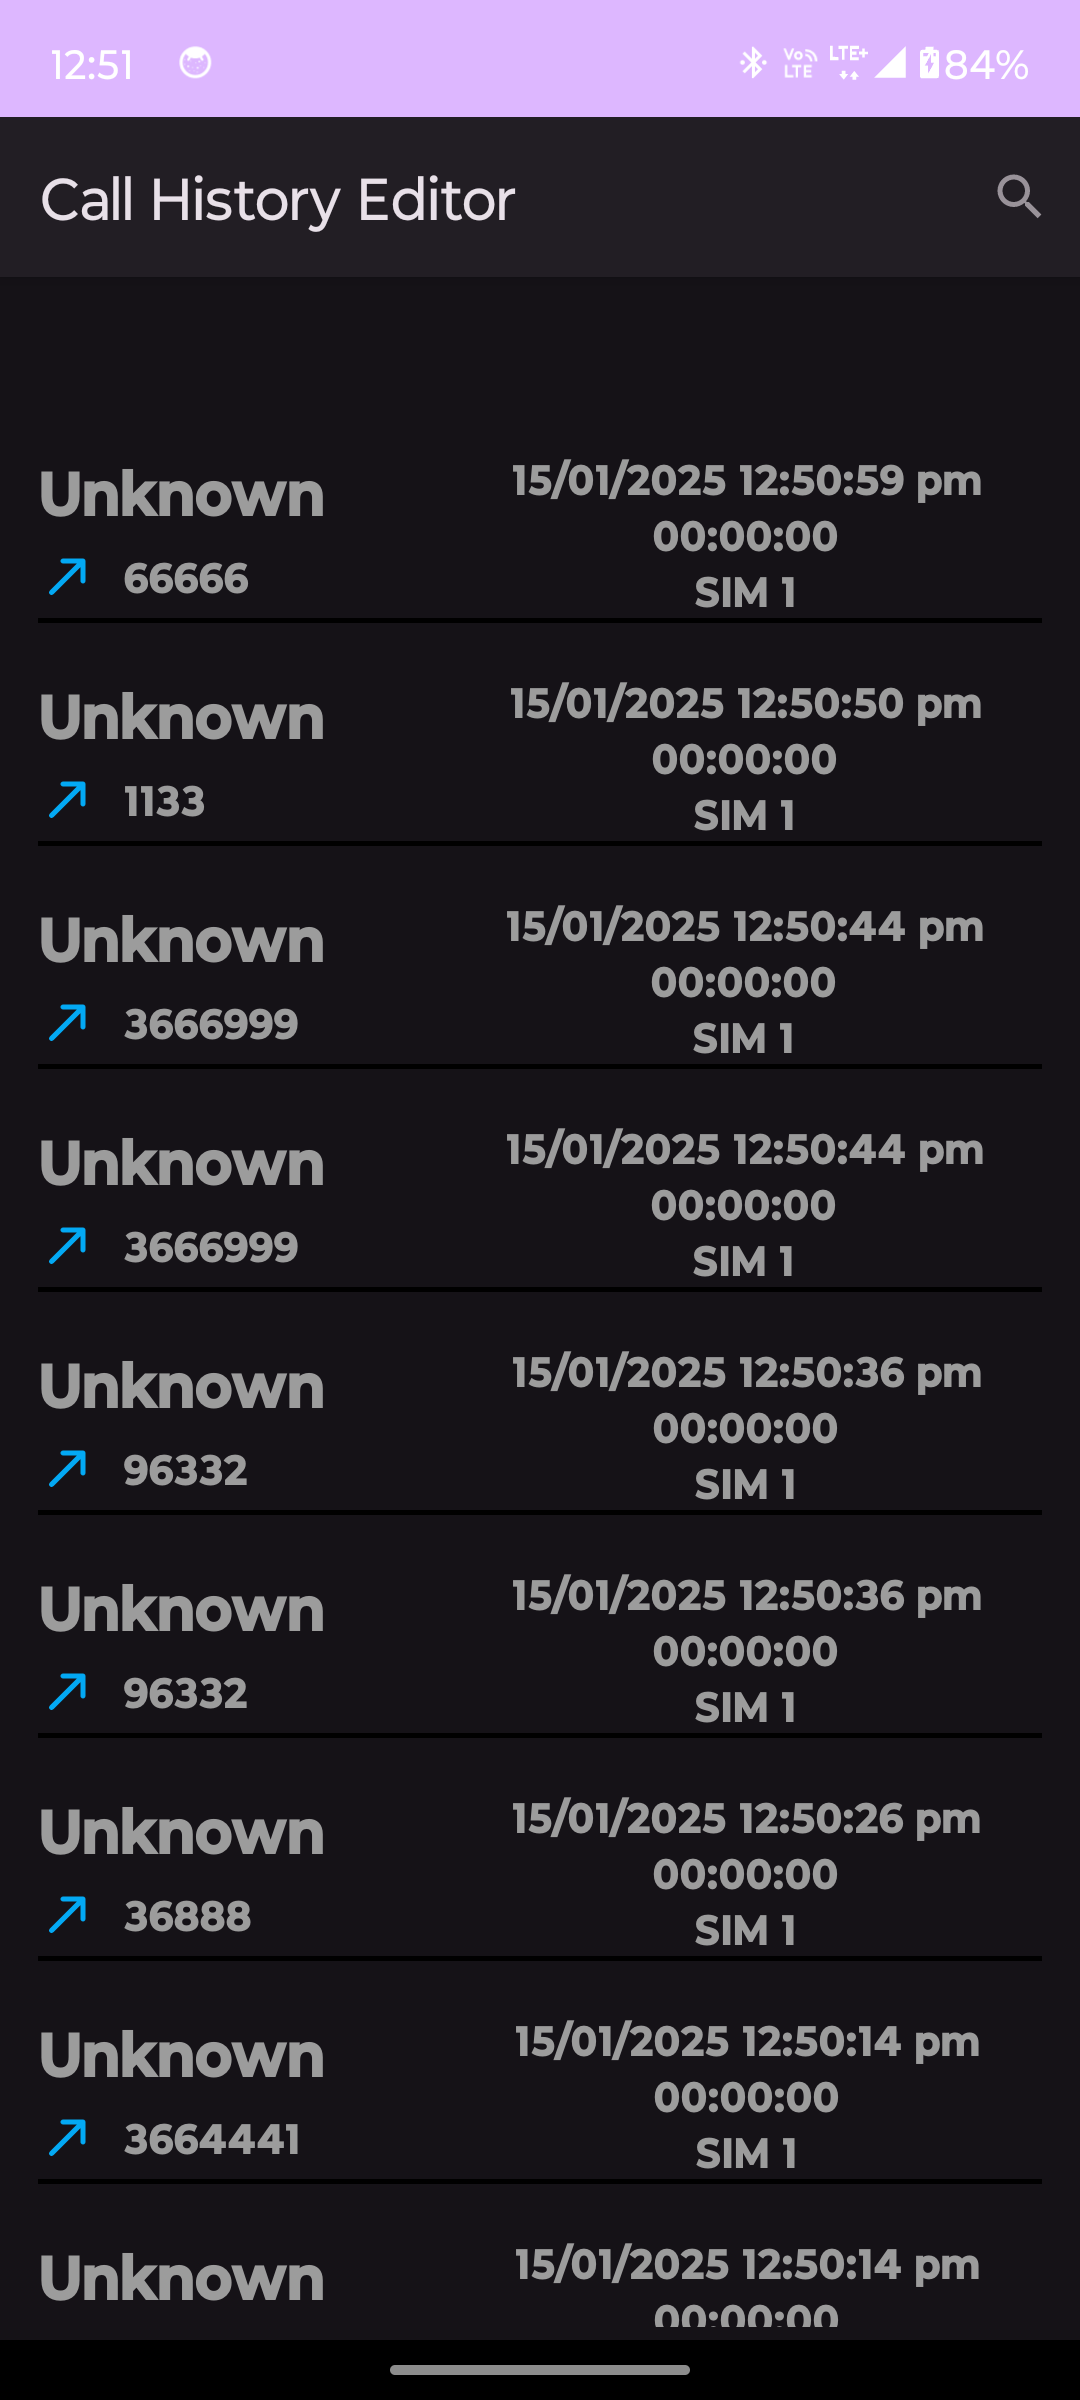 12:51
Vo LTE LTE+ 84%
Call History Editor
Unknown
15/01/2025 12:50:59 pm
00:00:00
66666
SIM 1
Unknown
15/01/2025 12:50:50 pm
00:00:00
1133
SIM 1
Unknown
15/01/2025 12:50:44 pm
00:00:00
3666999
SIM 1
Unknown
15/01/2025 12:50:44 pm
00:00:00
3666999
SIM 1
Unknown
15/01/2025 12:50:36 pm
00:00:00
96332
SIM 1
Unknown
15/01/2025 12:50:36 pm
00:00:00
96332
SIM 1
Unknown
15/01/2025 12:50:26 pm
00:00:00
36888
SIM 1
Unknown
15/01/2025 12:50:14 pm
00:00:00
3664441
SIM 1
Unknown
15/01/2025 12:50:14 pm
00:00:00